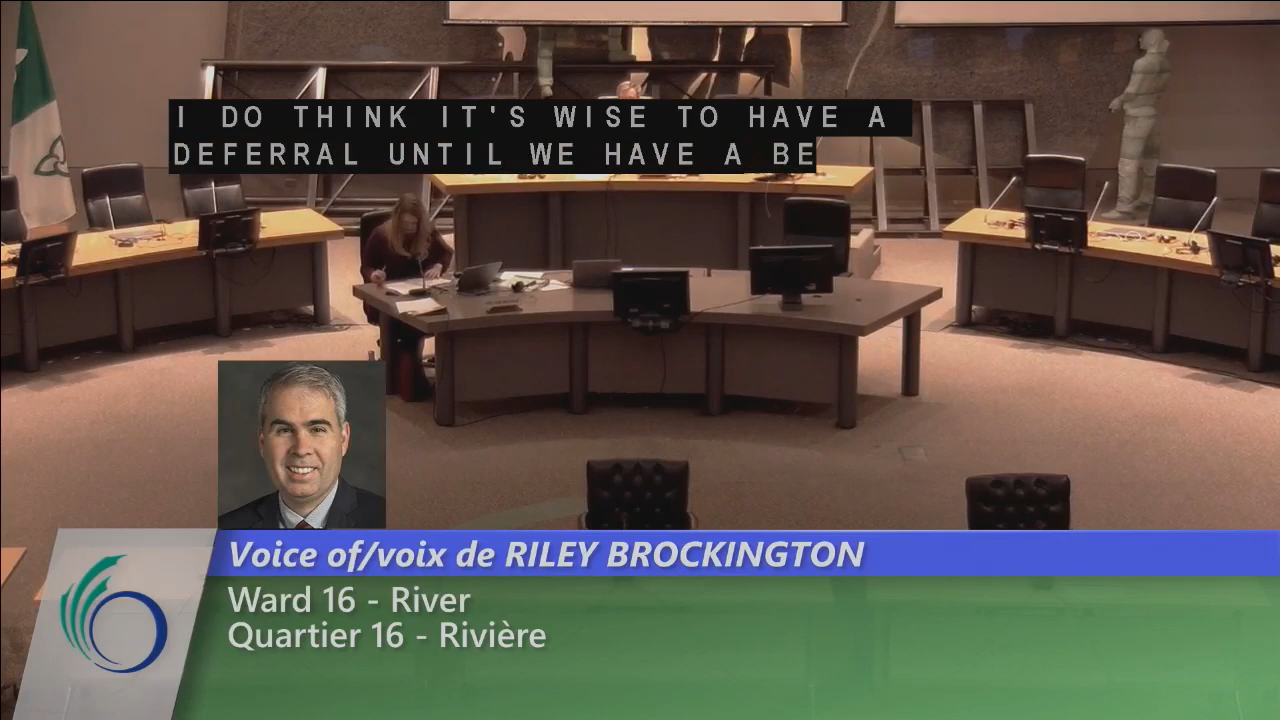 I DO THINK IT'S WISE TO HAVE A
DEFERRAL UNTIL WE HAVE A BE
Voice of/voix de RILEY BROCKINGTON
Ward 16 - River
Quartier 16 - Rivière